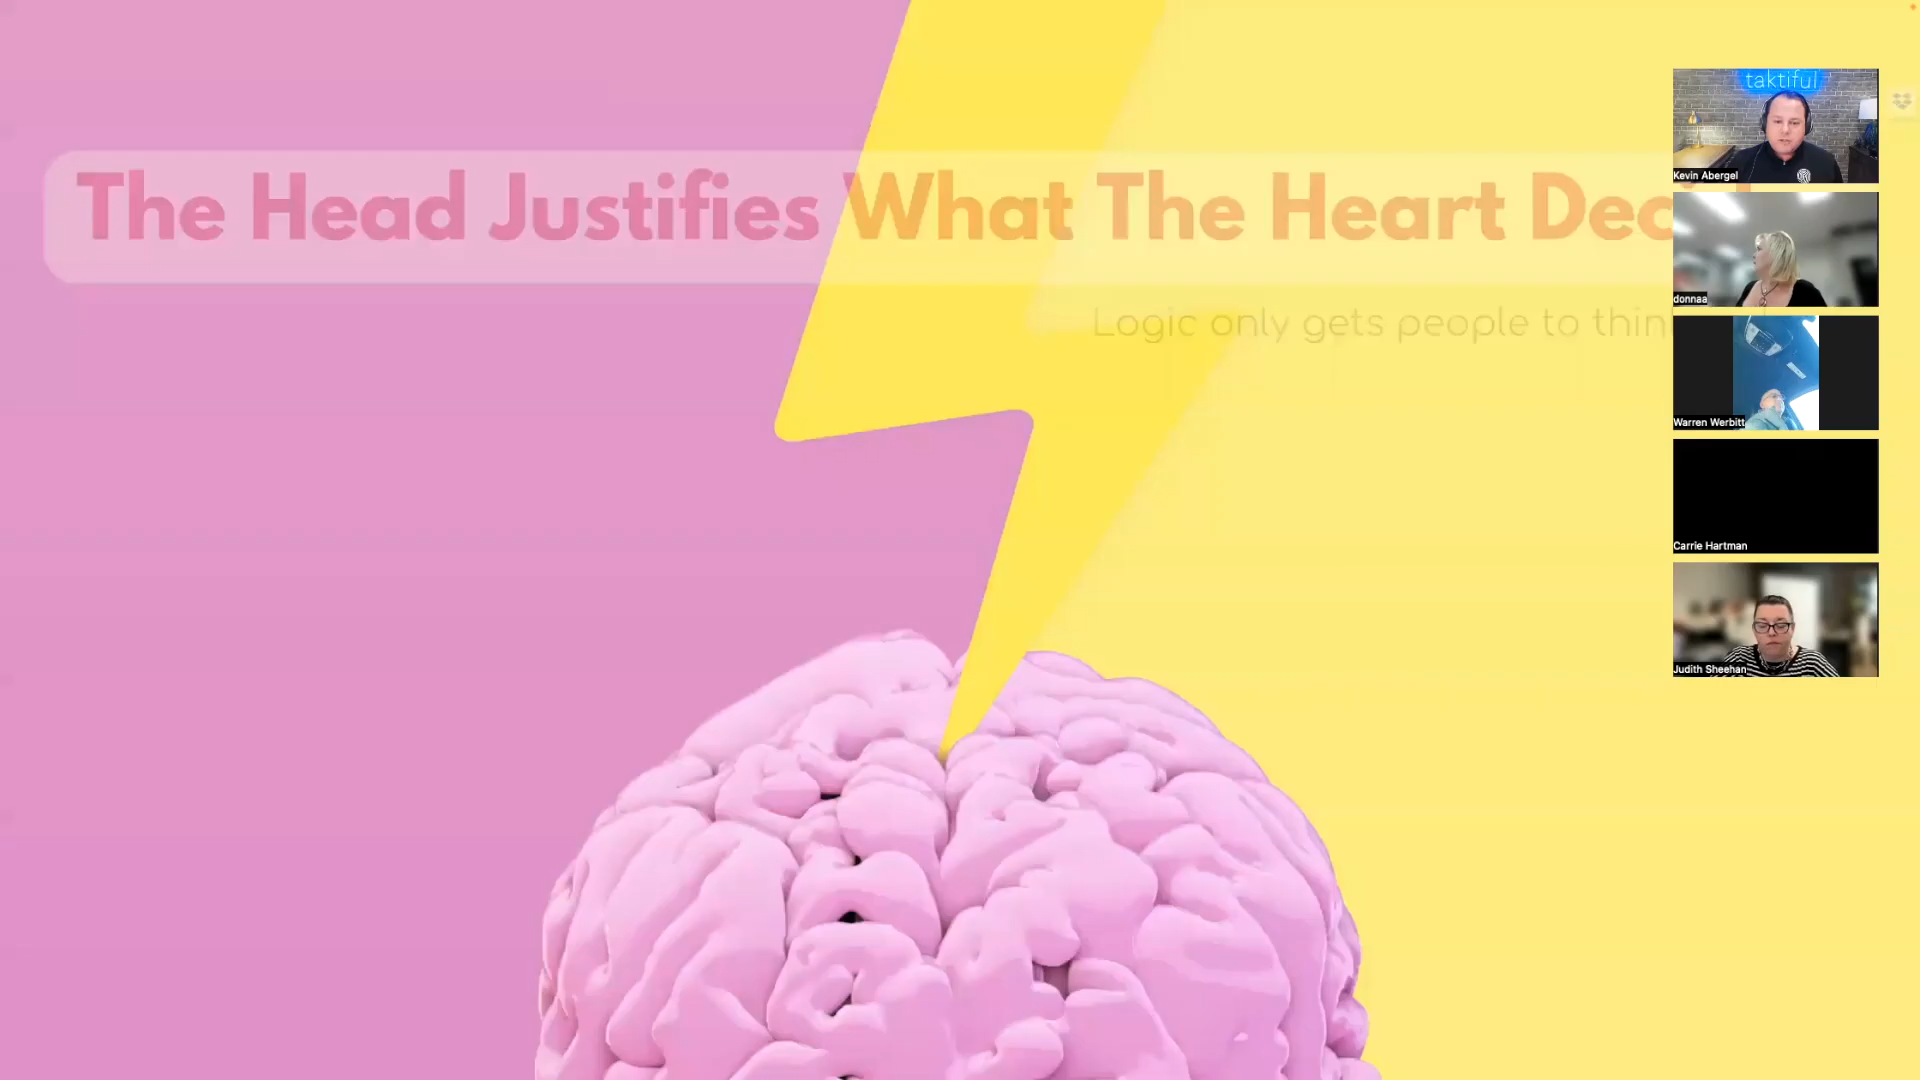 taktiful
Kevin Abergel
The Head Justifies What The Heart Dec
donnaa
Logic only gets people to thin
Warren Werbitt
Carrie Hartman
Judith Sheehan